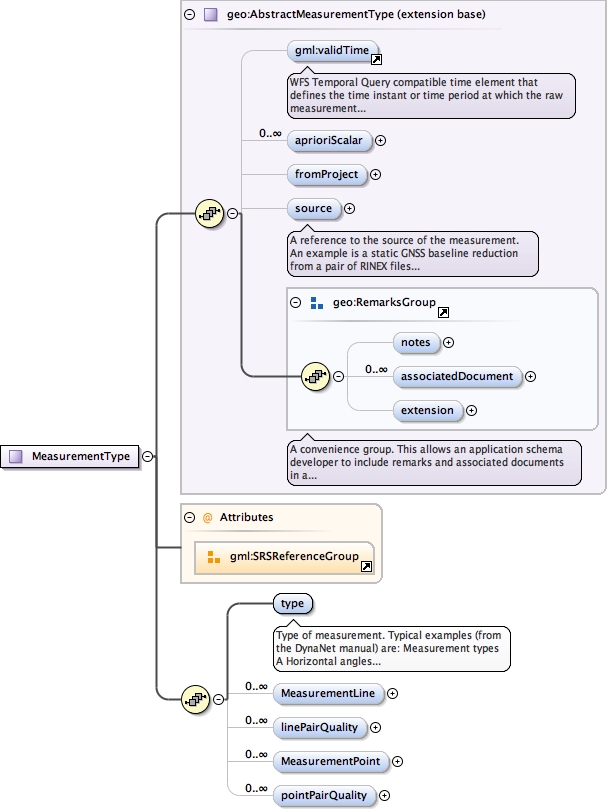 geo:AbstractMeasurementType (extension base)
gml:validTime
WFS Temporal Query compatible time element that
defines the time instant or time period at which the raw
measurement...
0..∞
aprioriScalar
fromProject
source
A reference to the source of the measurement.
An example is a static GNSS baseline reduction
from a pair of RINEX files...
geo:RemarksGroup
notes
0..∞
associatedDocument
extension
A convenience group. This allows an application schema
developer to include remarks and associated documents
in a...
MeasurementType
@ Attributes
gml:SRSReferenceGroup
type
Type of measurement. Typical examples (from
the DynaNet manual) are: Measurement types
A Horizontal angles...
0..∞
MeasurementLine
0..∞
linePairQuality
0..∞
MeasurementPoint
0..∞
pointPairQuality